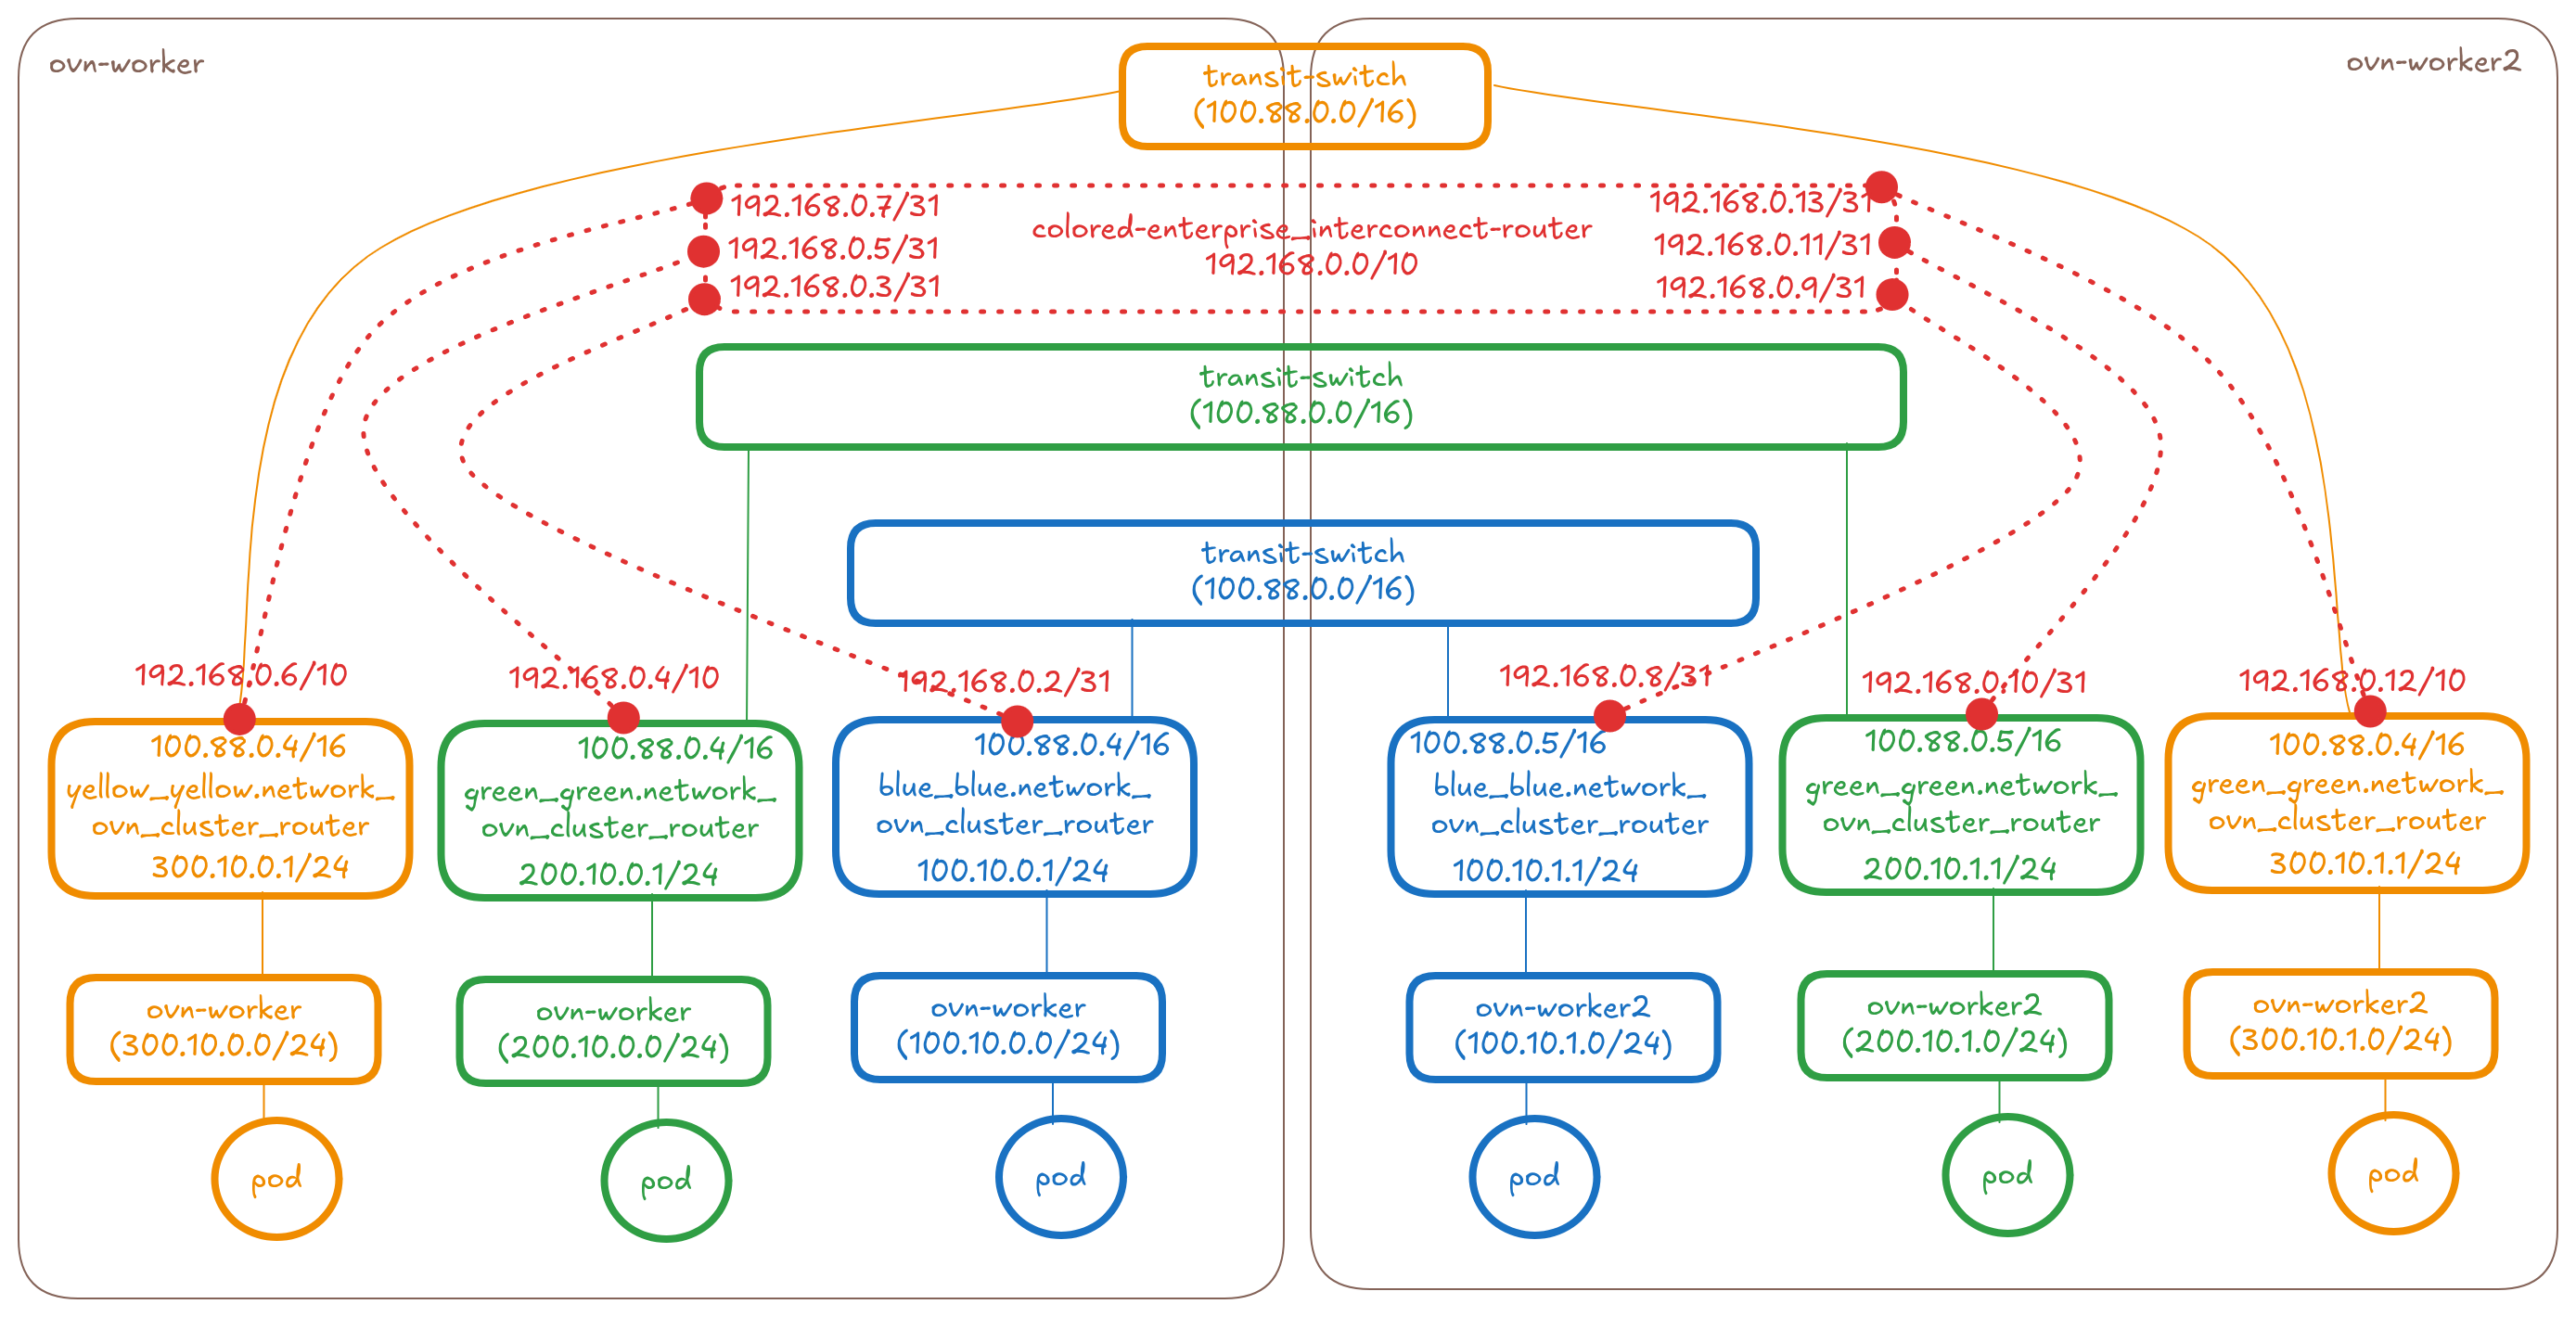 ovn-worker
ovn-worker2
transit-switch
(100.88.0.0/16)
192.168.0.7/31
192.168.0.5/31
192.168.0.3/31
colored-enterprise_interconnect-router
192.168.0.0/10
192.168.0.13/31
192.168.0.11/31
192.168.0.9/31
transit-switch
(100.88.0.0/16)
transit-switch
(100.88.0.0/16)
192.168.0.6/10
192.168.0.4/10
192.168.0.2/31
192.168.0.8/31
192.168.0.10/31
192.168.0.12/10
100.88.0.4/16
yellow_yellow.network_
ovn_cluster_router
300.10.0.1/24
100.88.0.4/16
green_green.network_
ovn_cluster_router
200.10.0.1/24
100.88.0.4/16
blue_blue.network_
ovn_cluster_router
100.10.0.1/24
100.88.0.5/16
blue_blue.network_
ovn_cluster_router
100.10.1.1/24
100.88.0.5/16
green_green.network_
ovn_cluster_router
200.10.1.1/24
100.88.0.4/16
green_green.network_
ovn_cluster_router
300.10.1.1/24
ovn-worker
(300.10.0.0/24)
ovn-worker
(200.10.0.0/24)
ovn-worker
(100.10.0.0/24)
ovn-worker2
(100.10.1.0/24)
ovn-worker2
(200.10.1.0/24)
ovn-worker2
(300.10.1.0/24)
pod
pod
pod
pod
pod
pod